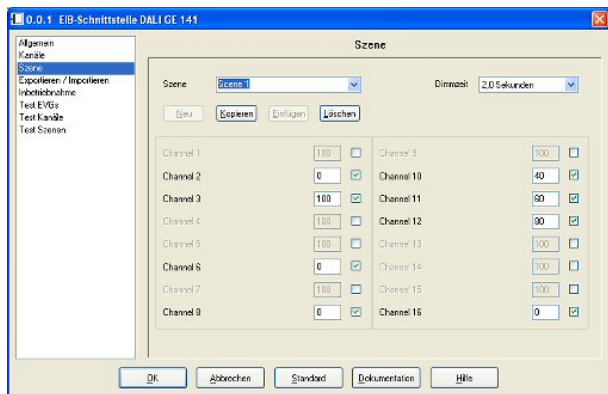 0.0.1 EIB-Schnittstelle DALI GE 141
Allgemein
Kanäle
Szene
Exportieren / Importieren
Inbetriebnahme
Test EVGs
Test Kanäle
Test Szenen
Szene
Szene Scene 1 Dimmzeit 2,0 Sekunden
Neu Kopieren Einfügen Löschen
Channel 1 100 Channel 9 100
Channel 2 0 Channel 10 40
Channel 3 100 Channel 11 60
Channel 4 100 Channel 12 80
Channel 5 100 Channel 13 100
Channel 6 0 Channel 14 100
Channel 7 100 Channel 15 100
Channel 8 0 Channel 16 0
OK Abbrechen Standard Dokumentation Hilfe